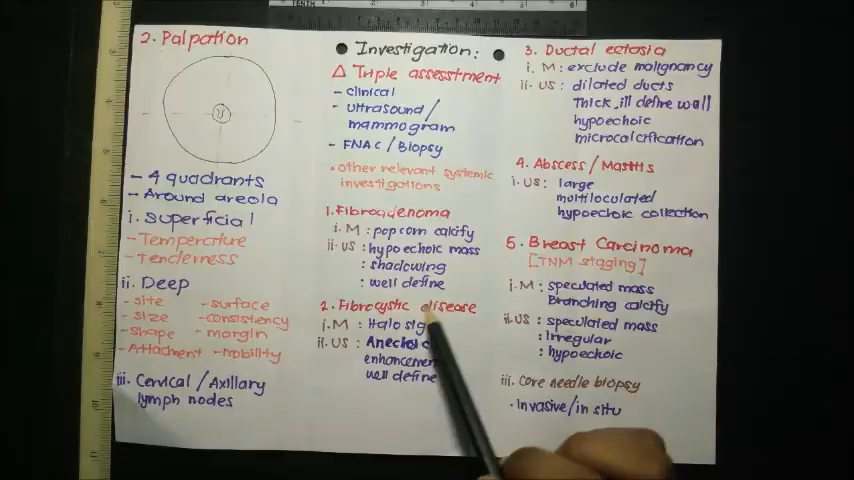 2. Palpation
- 4 quadrants
- Around areola
i. Superficial
- Temperature
- Tenderness
ii. Deep
- site - surface
- size - consistency
- shape - margin
- Attachment - mobility
iii. Cervical / Axillary
lymph nodes
Investigation:
Δ Triple assesstment
- clinical
- ultrasound /
mammogram
- FNAC / Biopsy
• other relevant systemic
investigations
1. Fibroadenoma
i. M : popcorn calcify
ii. US : hypoechoic mass
: shadowing
: well define
2. Fibrocystic disease
i. M : Halo
ii. US :
enhancement
well define
3. Ductal ectasia
i. M : exclude malignancy
ii. US : dilated ducts
Thick, ill define wall
hypoechoic
microcalcification
4. Abscess / Mastitis
i. US : large
multiloculated
hypoechoic collection
5. Breast Carcinoma
[TNM staging]
i. M : speculated mass
Branching calcify
ii. US : speculated mass
: Irregular
: hypoechoic
iii. Core needle biopsy
• Invasive/in situ
TENTH